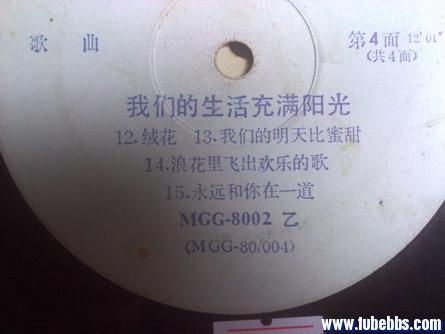 歌 曲
第4面 12'01"
(共4面)
我们的生活充满阳光
12.绒花 13.我们的明天比蜜甜
14.浪花里飞出欢乐的歌
15.永远和你在一道
MGG-8002 乙
(MGG-80/004)
www.tubebbs.com